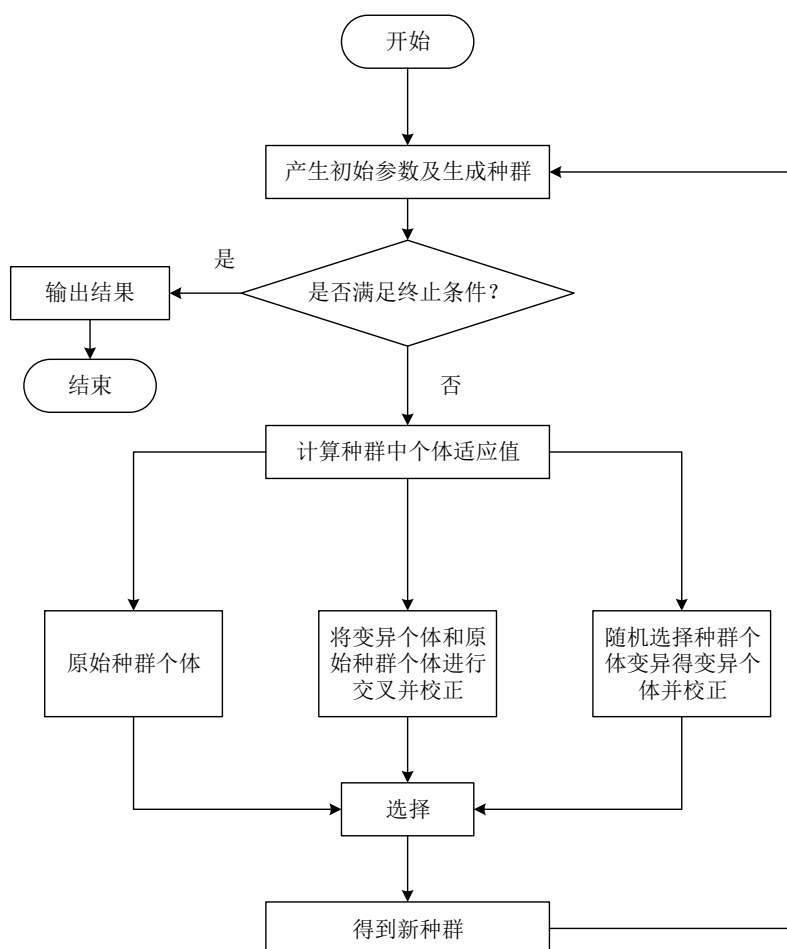 开始
产生初始参数及生成种群
是
输出结果
是否满足终止条件？
结束
否
计算种群中个体适应值
原始种群个体
将变异个体和原
始种群个体进行
交叉并校正
随机选择种群个
体变异得变异个
体并校正
选择
得到新种群